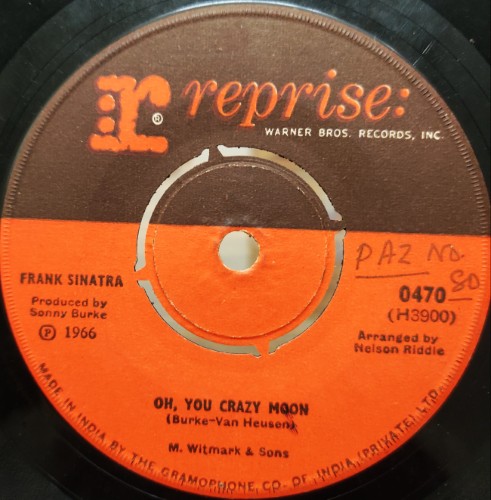 r® reprise:
WARNER BROS. RECORDS, INC.
PAZ No.
80
FRANK SINATRA
Produced by
Sonny Burke
℗ 1966
0470
(H3900)
Arranged by
Nelson Riddle
OH, YOU CRAZY MOON
(Burke-Van Heusen)
M. Witmark & Sons
MADE IN INDIA BY THE GRAMOPHONE CO. OF INDIA (PRIVATE) LTD.